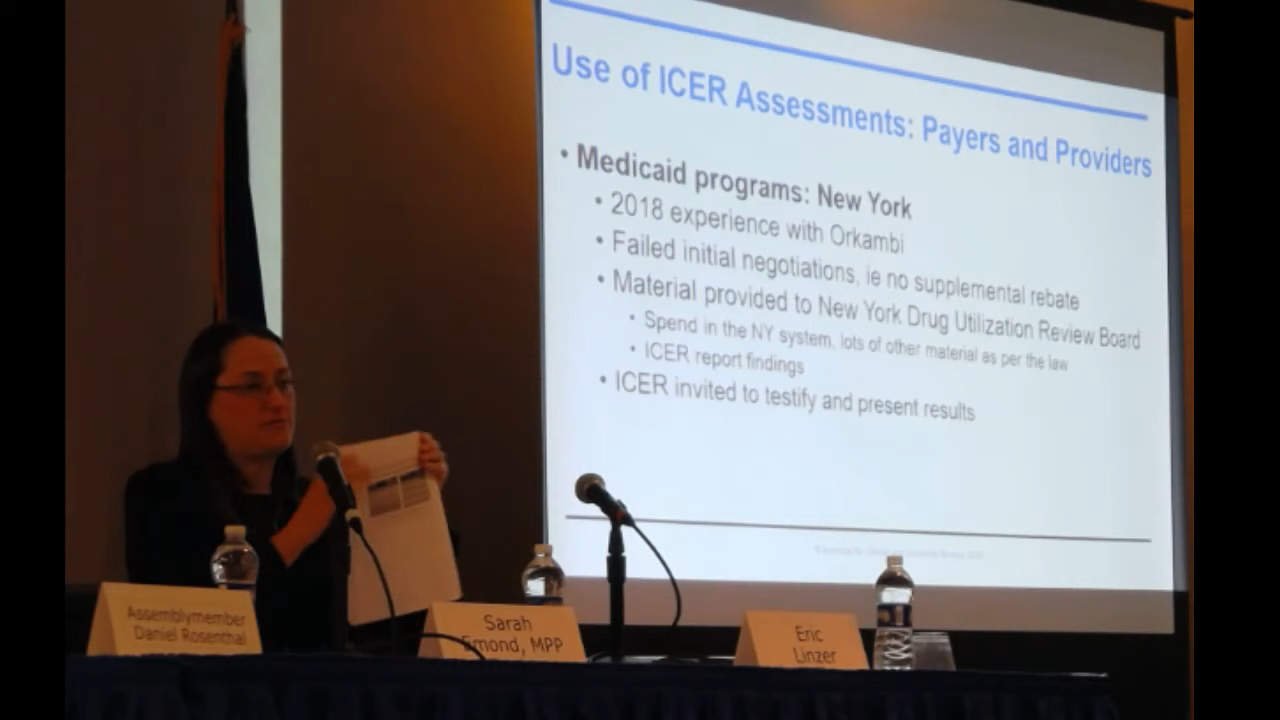 Use of ICER Assessments: Payers and Providers
• Medicaid programs: New York
• 2018 experience with Orkambi
• Failed initial negotiations, ie no supplemental rebate
• Material provided to New York Drug Utilization Review Board
• Spend in the NY system, lots of other material as per the law
• ICER report findings
• ICER invited to testify and present results
Assemblymember
Daniel Rosenthal
Sarah
Emond, MPP
Eric
Linzer